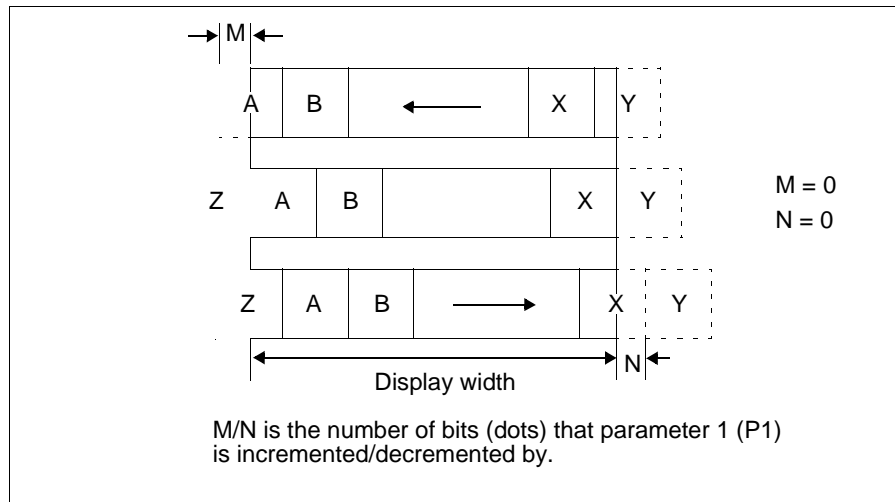 M
A B X Y
Z A B X Y
M = 0
N = 0
Z A B X Y
N
Display width
M/N is the number of bits (dots) that parameter 1 (P1)
is incremented/decremented by.